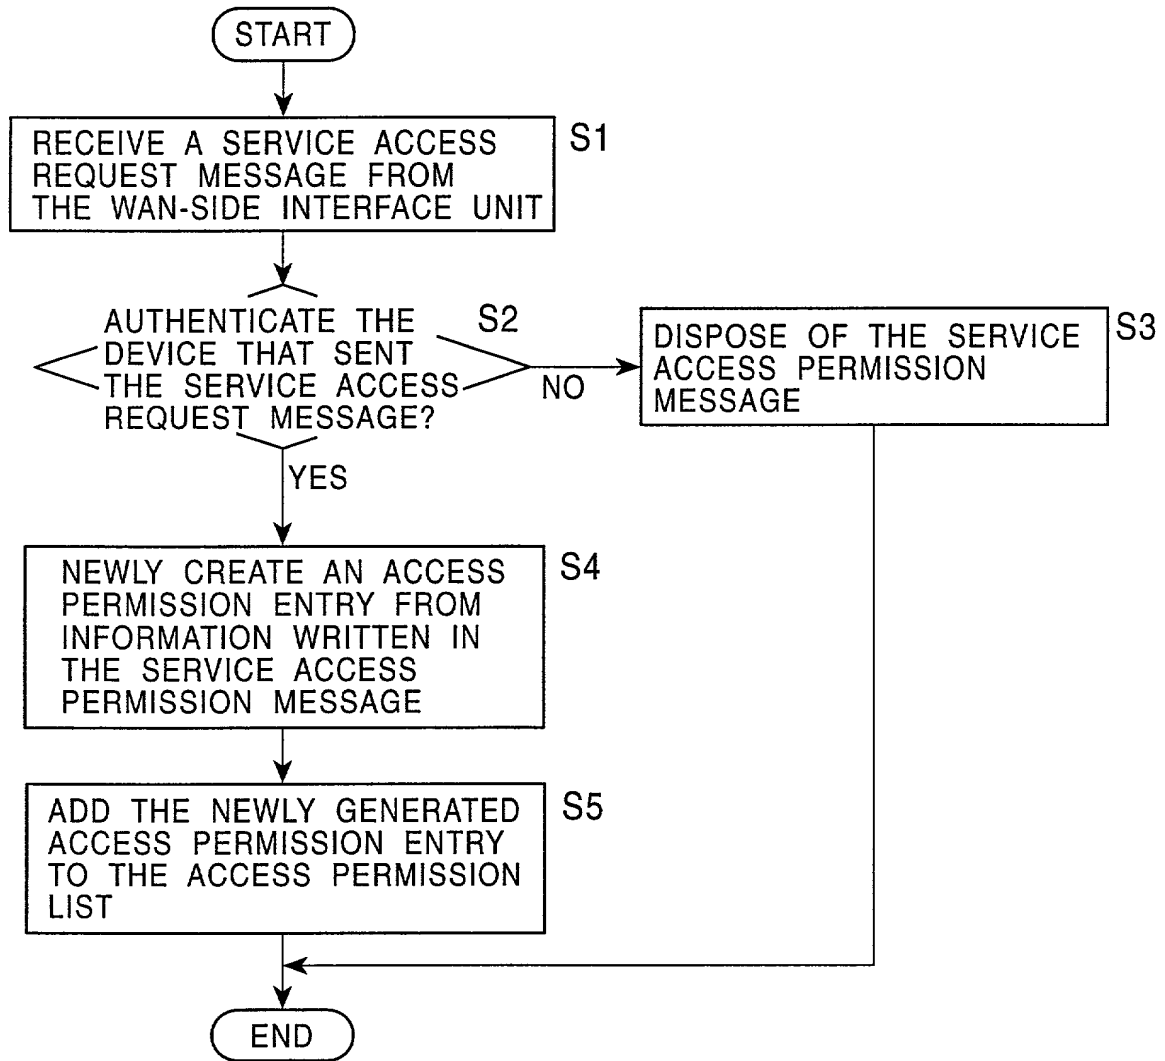 START
RECEIVE A SERVICE ACCESS
REQUEST MESSAGE FROM
THE WAN-SIDE INTERFACE UNIT
S1
AUTHENTICATE THE
DEVICE THAT SENT
THE SERVICE ACCESS
REQUEST MESSAGE?
S2
NO
DISPOSE OF THE SERVICE
ACCESS PERMISSION
MESSAGE
S3
YES
NEWLY CREATE AN ACCESS
PERMISSION ENTRY FROM
INFORMATION WRITTEN IN
THE SERVICE ACCESS
PERMISSION MESSAGE
S4
ADD THE NEWLY GENERATED
ACCESS PERMISSION ENTRY
TO THE ACCESS PERMISSION
LIST
S5
END